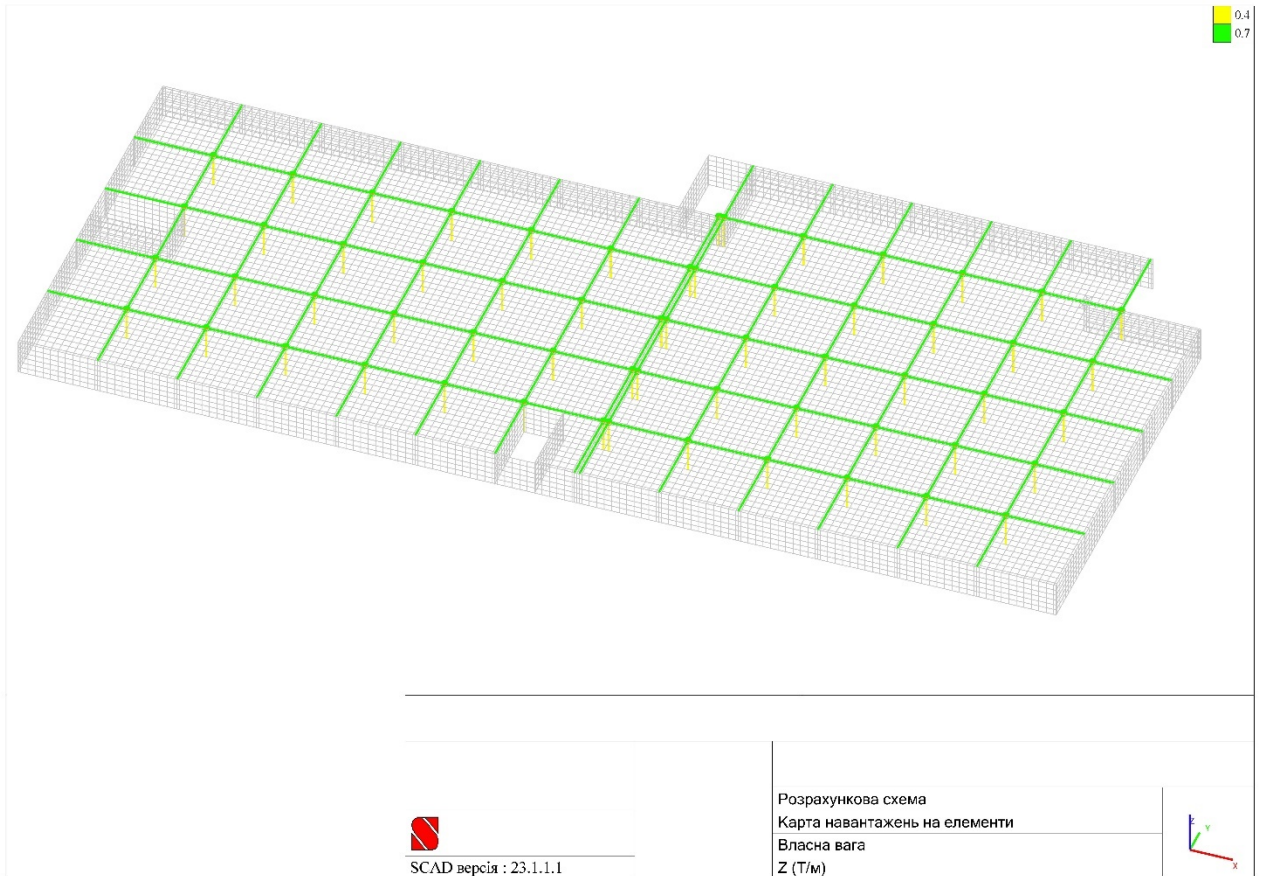 0.4
0.7
Розрахункова схема
Карта навантажень на елементи
Власна вага
Z (Т/м)
SCAD версія : 23.1.1.1
Z
Y
X